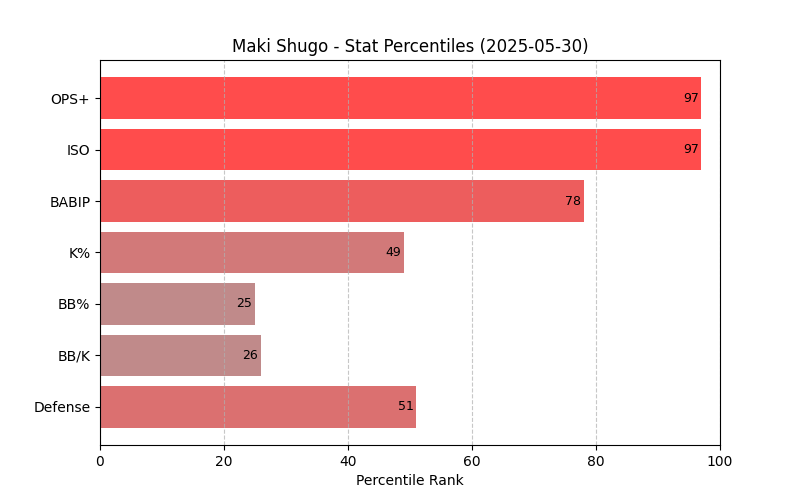 Maki Shugo - Stat Percentiles (2025-05-30)
OPS+ 97
ISO 97
BABIP 78
K% 49
BB% 25
BB/K 26
Defense 51
0 20 40 60 80 100
Percentile Rank